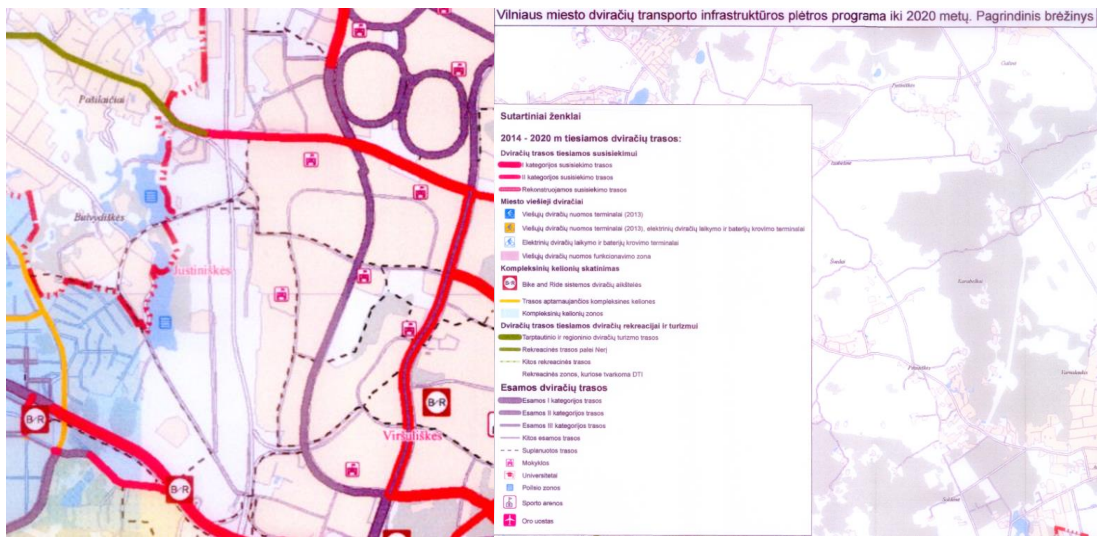 Pašilaičiai
Butvydiškės
Justiniškės
B+R
B+R
B+R
Viršuliškės
Vilniaus miesto dviračių transporto infrastruktūros plėtros programa iki 2020 metų. Pagrindinis brėžinys
Sutartiniai ženklai
2014 - 2020 m tiesiamos dviračių trasos:
Dviračių trasos tiesiamos susisiekimui
I kategorijos susisiekimo trasos
II kategorijos susisiekimo trasos
Rekonstruojamos susisiekimo trasos
Miesto viešieji dviračiai
Viešųjų dviračių nuomos terminalai (2013)
Viešųjų dviračių nuomos terminalai (2013), elektrinių dviračių laikymo ir baterijų krovimo terminalai
Elektrinių dviračių laikymo ir baterijų krovimo terminalai
Viešųjų dviračių nuomos funkcionavimo zona
Kompleksinių kelionių skatinimas
B+R Bike and Ride sistemos dviračių aikštelės
Trasos aptarnaujančios kompleksines keliones
Kompleksinių kelionių zonos
Dviračių trasos tiesiamos dviračių rekreacijai ir turizmui
Tarptautinio ir regioninio dviračių turizmo trasos
Rekreacinės trasos palei Nerį
Kitos rekreacinės trasos
Rekreacinės zonos, kuriose tvarkoma DTI
Esamos dviračių trasos
Esamos I kategorijos trasos
Esamos II kategorijos trasos
Esamos III kategorijos trasos
Kitos esamos trasos
Suplanuotos trasos
Mokyklos
Universitetai
Poilsio zonos
Sporto arenos
Oro uostas